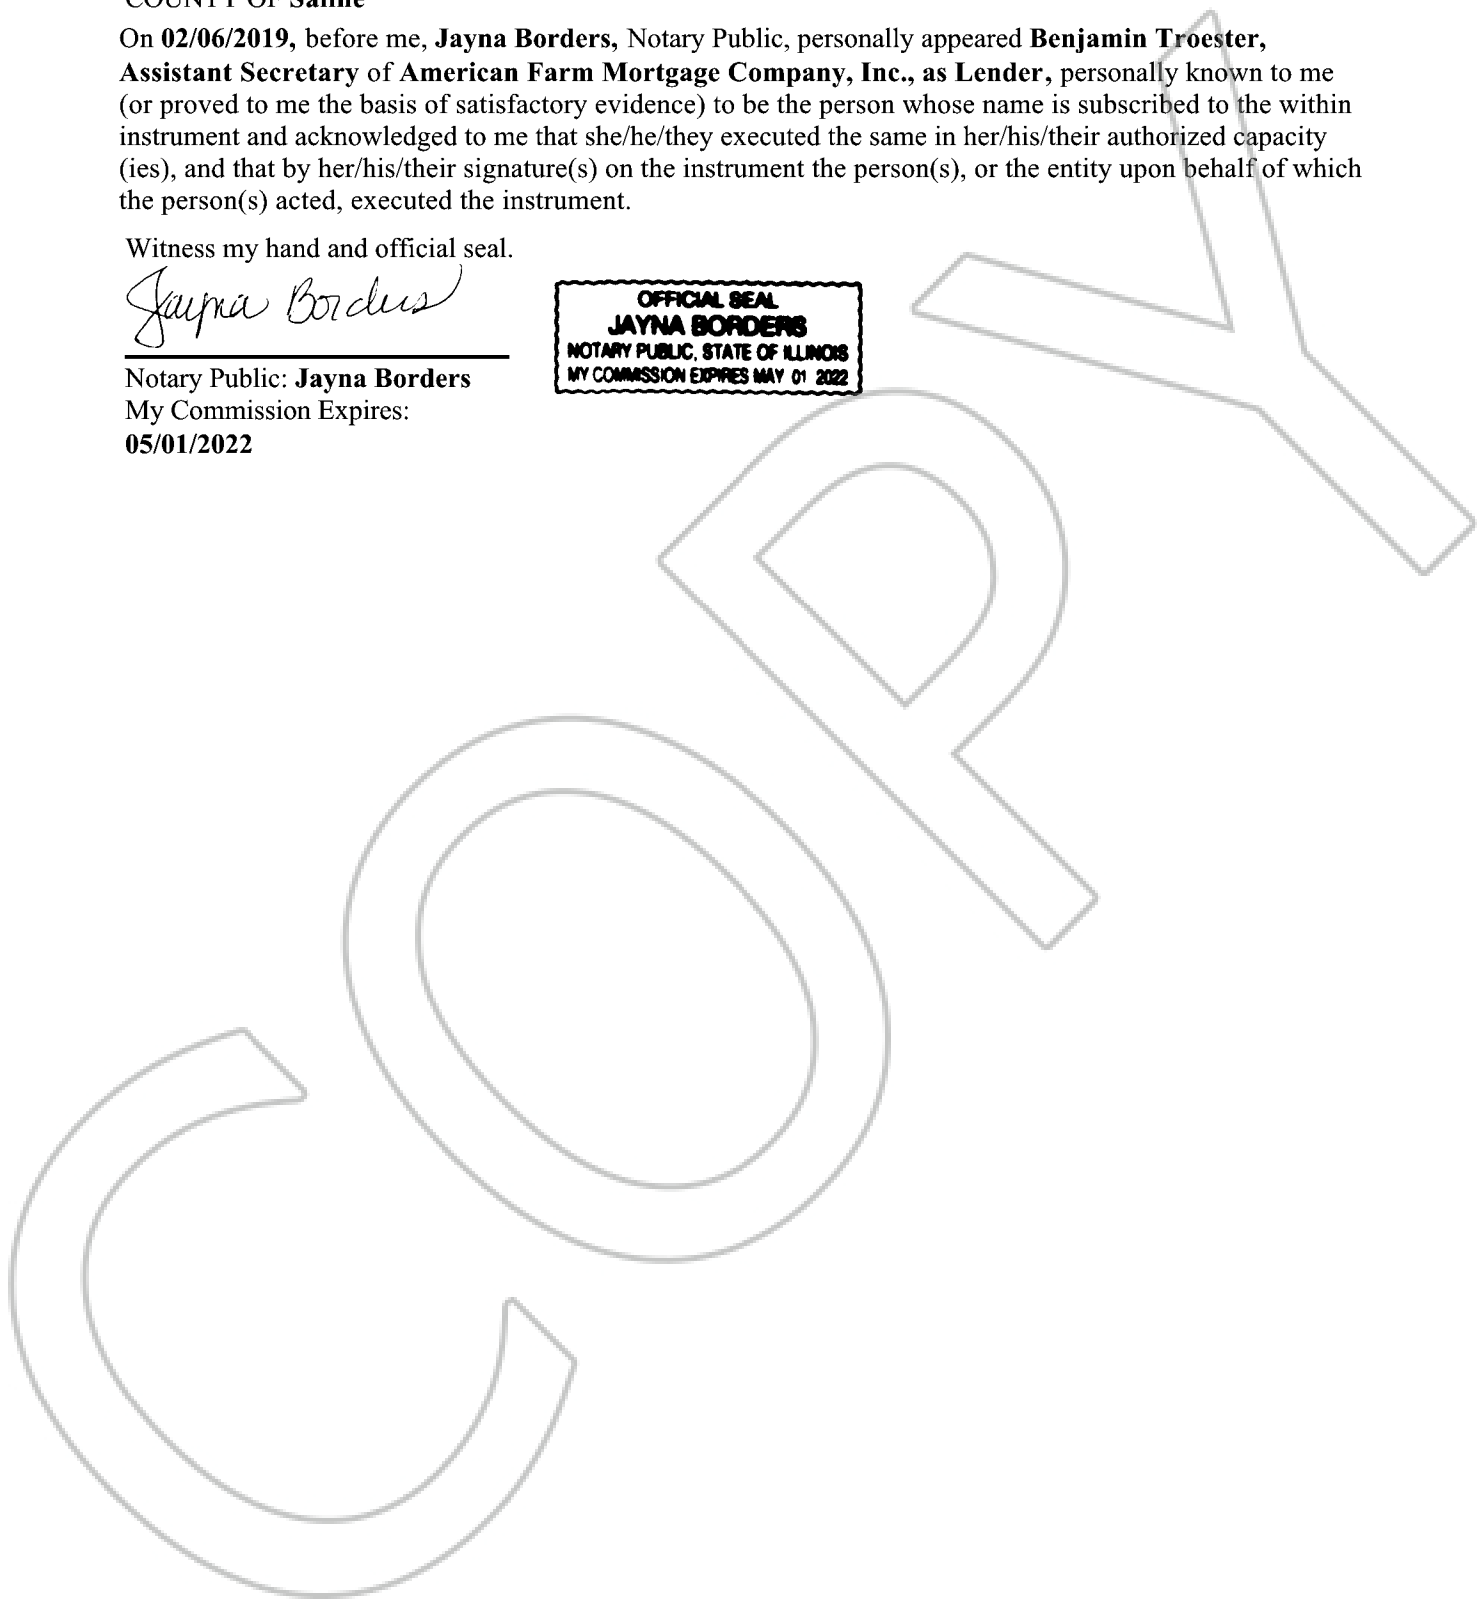 COUNTY OF Saline
On 02/06/2019, before me, Jayna Borders, Notary Public, personally appeared Benjamin Troester,
Assistant Secretary of American Farm Mortgage Company, Inc., as Lender, personally known to me
(or proved to me the basis of satisfactory evidence) to be the person whose name is subscribed to the within
instrument and acknowledged to me that she/he/they executed the same in her/his/their authorized capacity
(ies), and that by her/his/their signature(s) on the instrument the person(s), or the entity upon behalf of which
the person(s) acted, executed the instrument.
Witness my hand and official seal.
Jayna Borders
OFFICIAL SEAL
JAYNA BORDERS
NOTARY PUBLIC, STATE OF ILLINOIS
MY COMMISSION EXPIRES MAY 01 2022
Notary Public: Jayna Borders
My Commission Expires:
05/01/2022
COPY